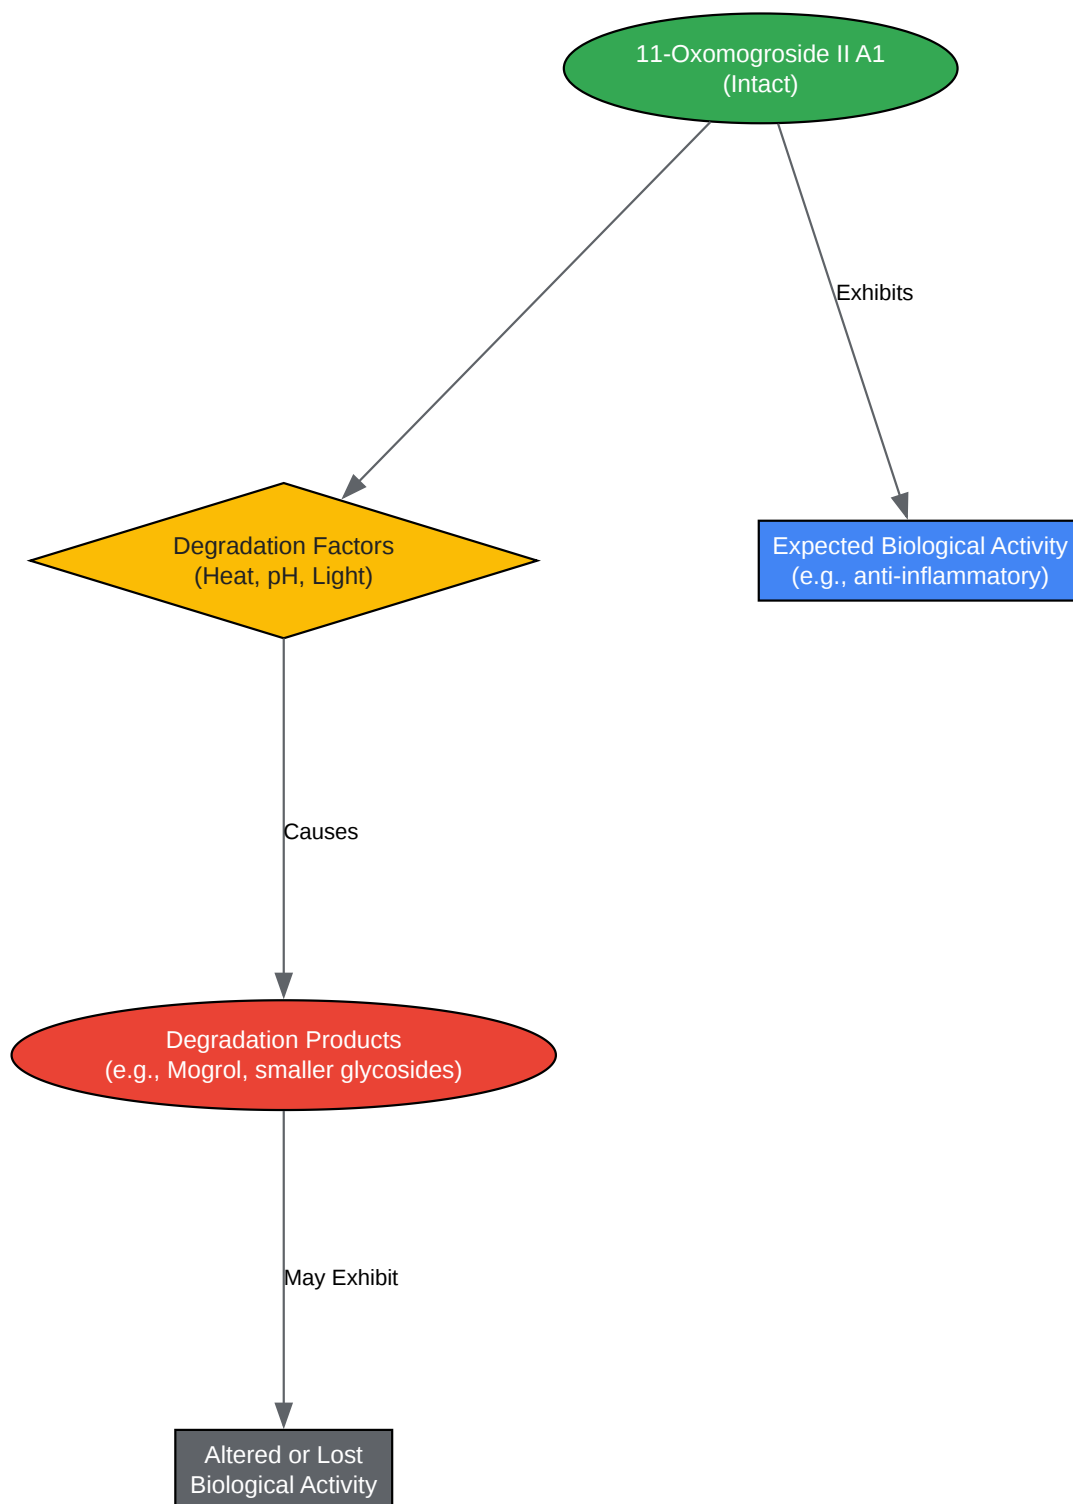 11-Oxomogroside II A1
(Intact)
Exhibits
Degradation Factors
(Heat, pH, Light)
Expected Biological Activity
(e.g., anti-inflammatory)
Causes
Degradation Products
(e.g., Mogrol, smaller glycosides)
May Exhibit
Altered or Lost
Biological Activity